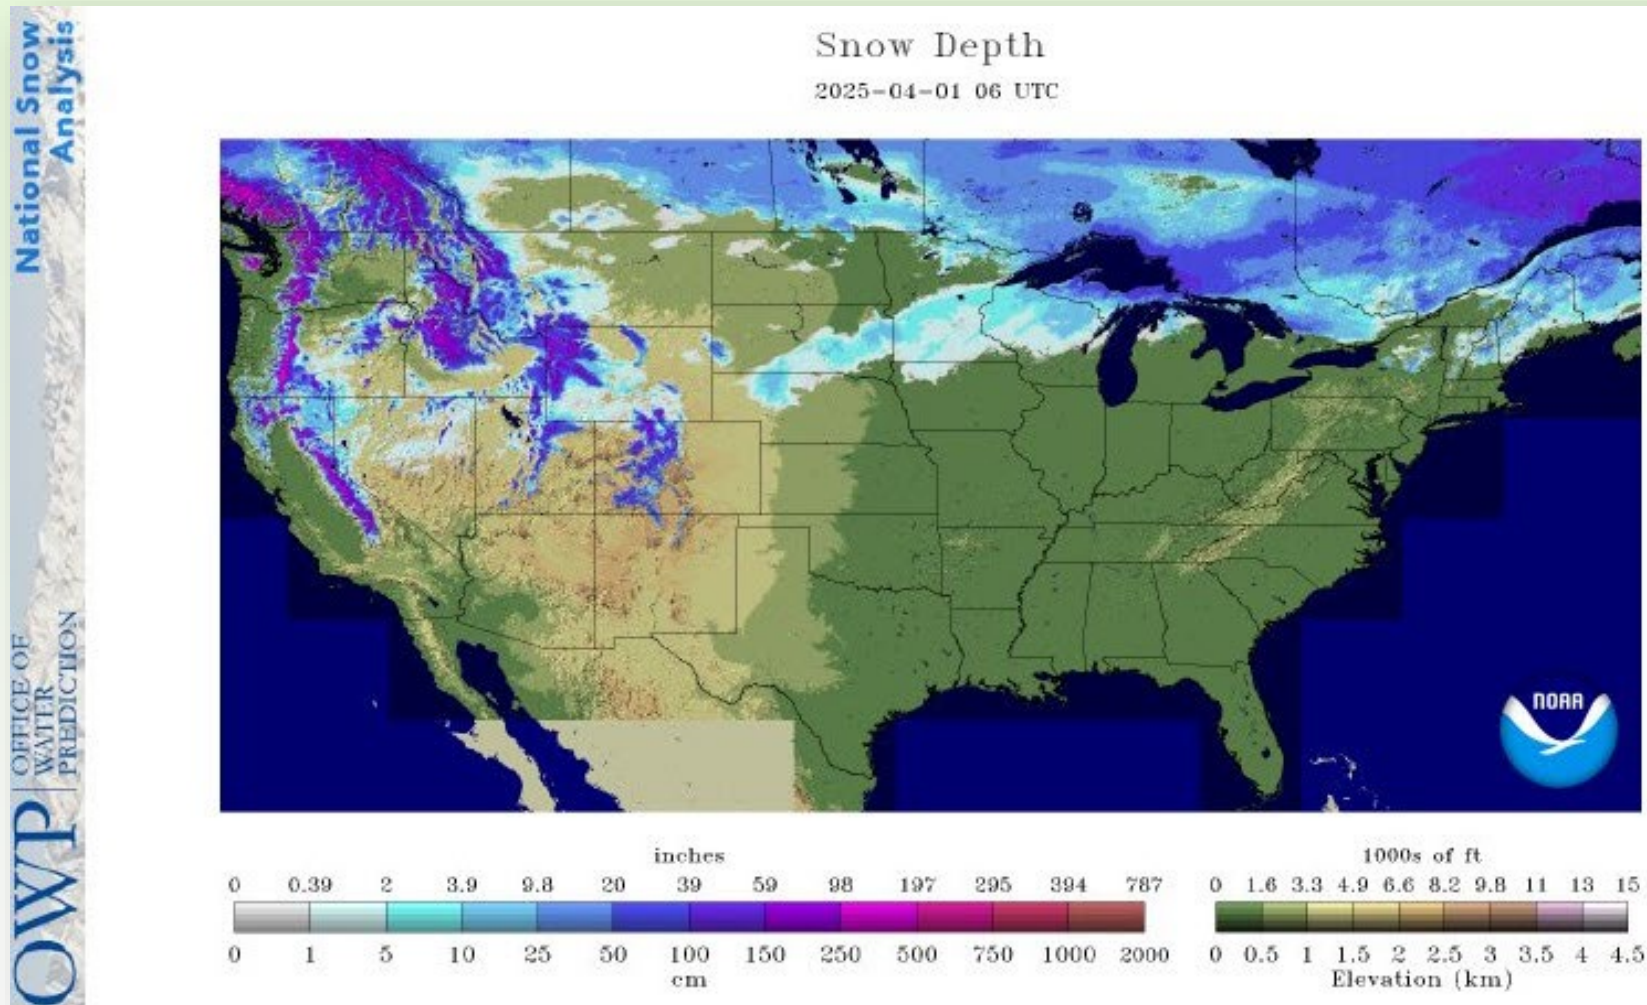 National Snow
Analysis
OFFICE OF
WATER
PREDICTION
OWP
Snow Depth
2025-04-01 06 UTC
NOAA
inches
0 0.39 2 3.9 9.8 20 39 59 98 197 295 394 787
0 1 5 10 25 50 100 150 250 500 750 1000 2000
cm
1000s of ft
0 1.6 3.3 4.9 6.6 8.2 9.8 11 13 15
0 0.5 1 1.5 2 2.5 3 3.5 4 4.5
Elevation (km)